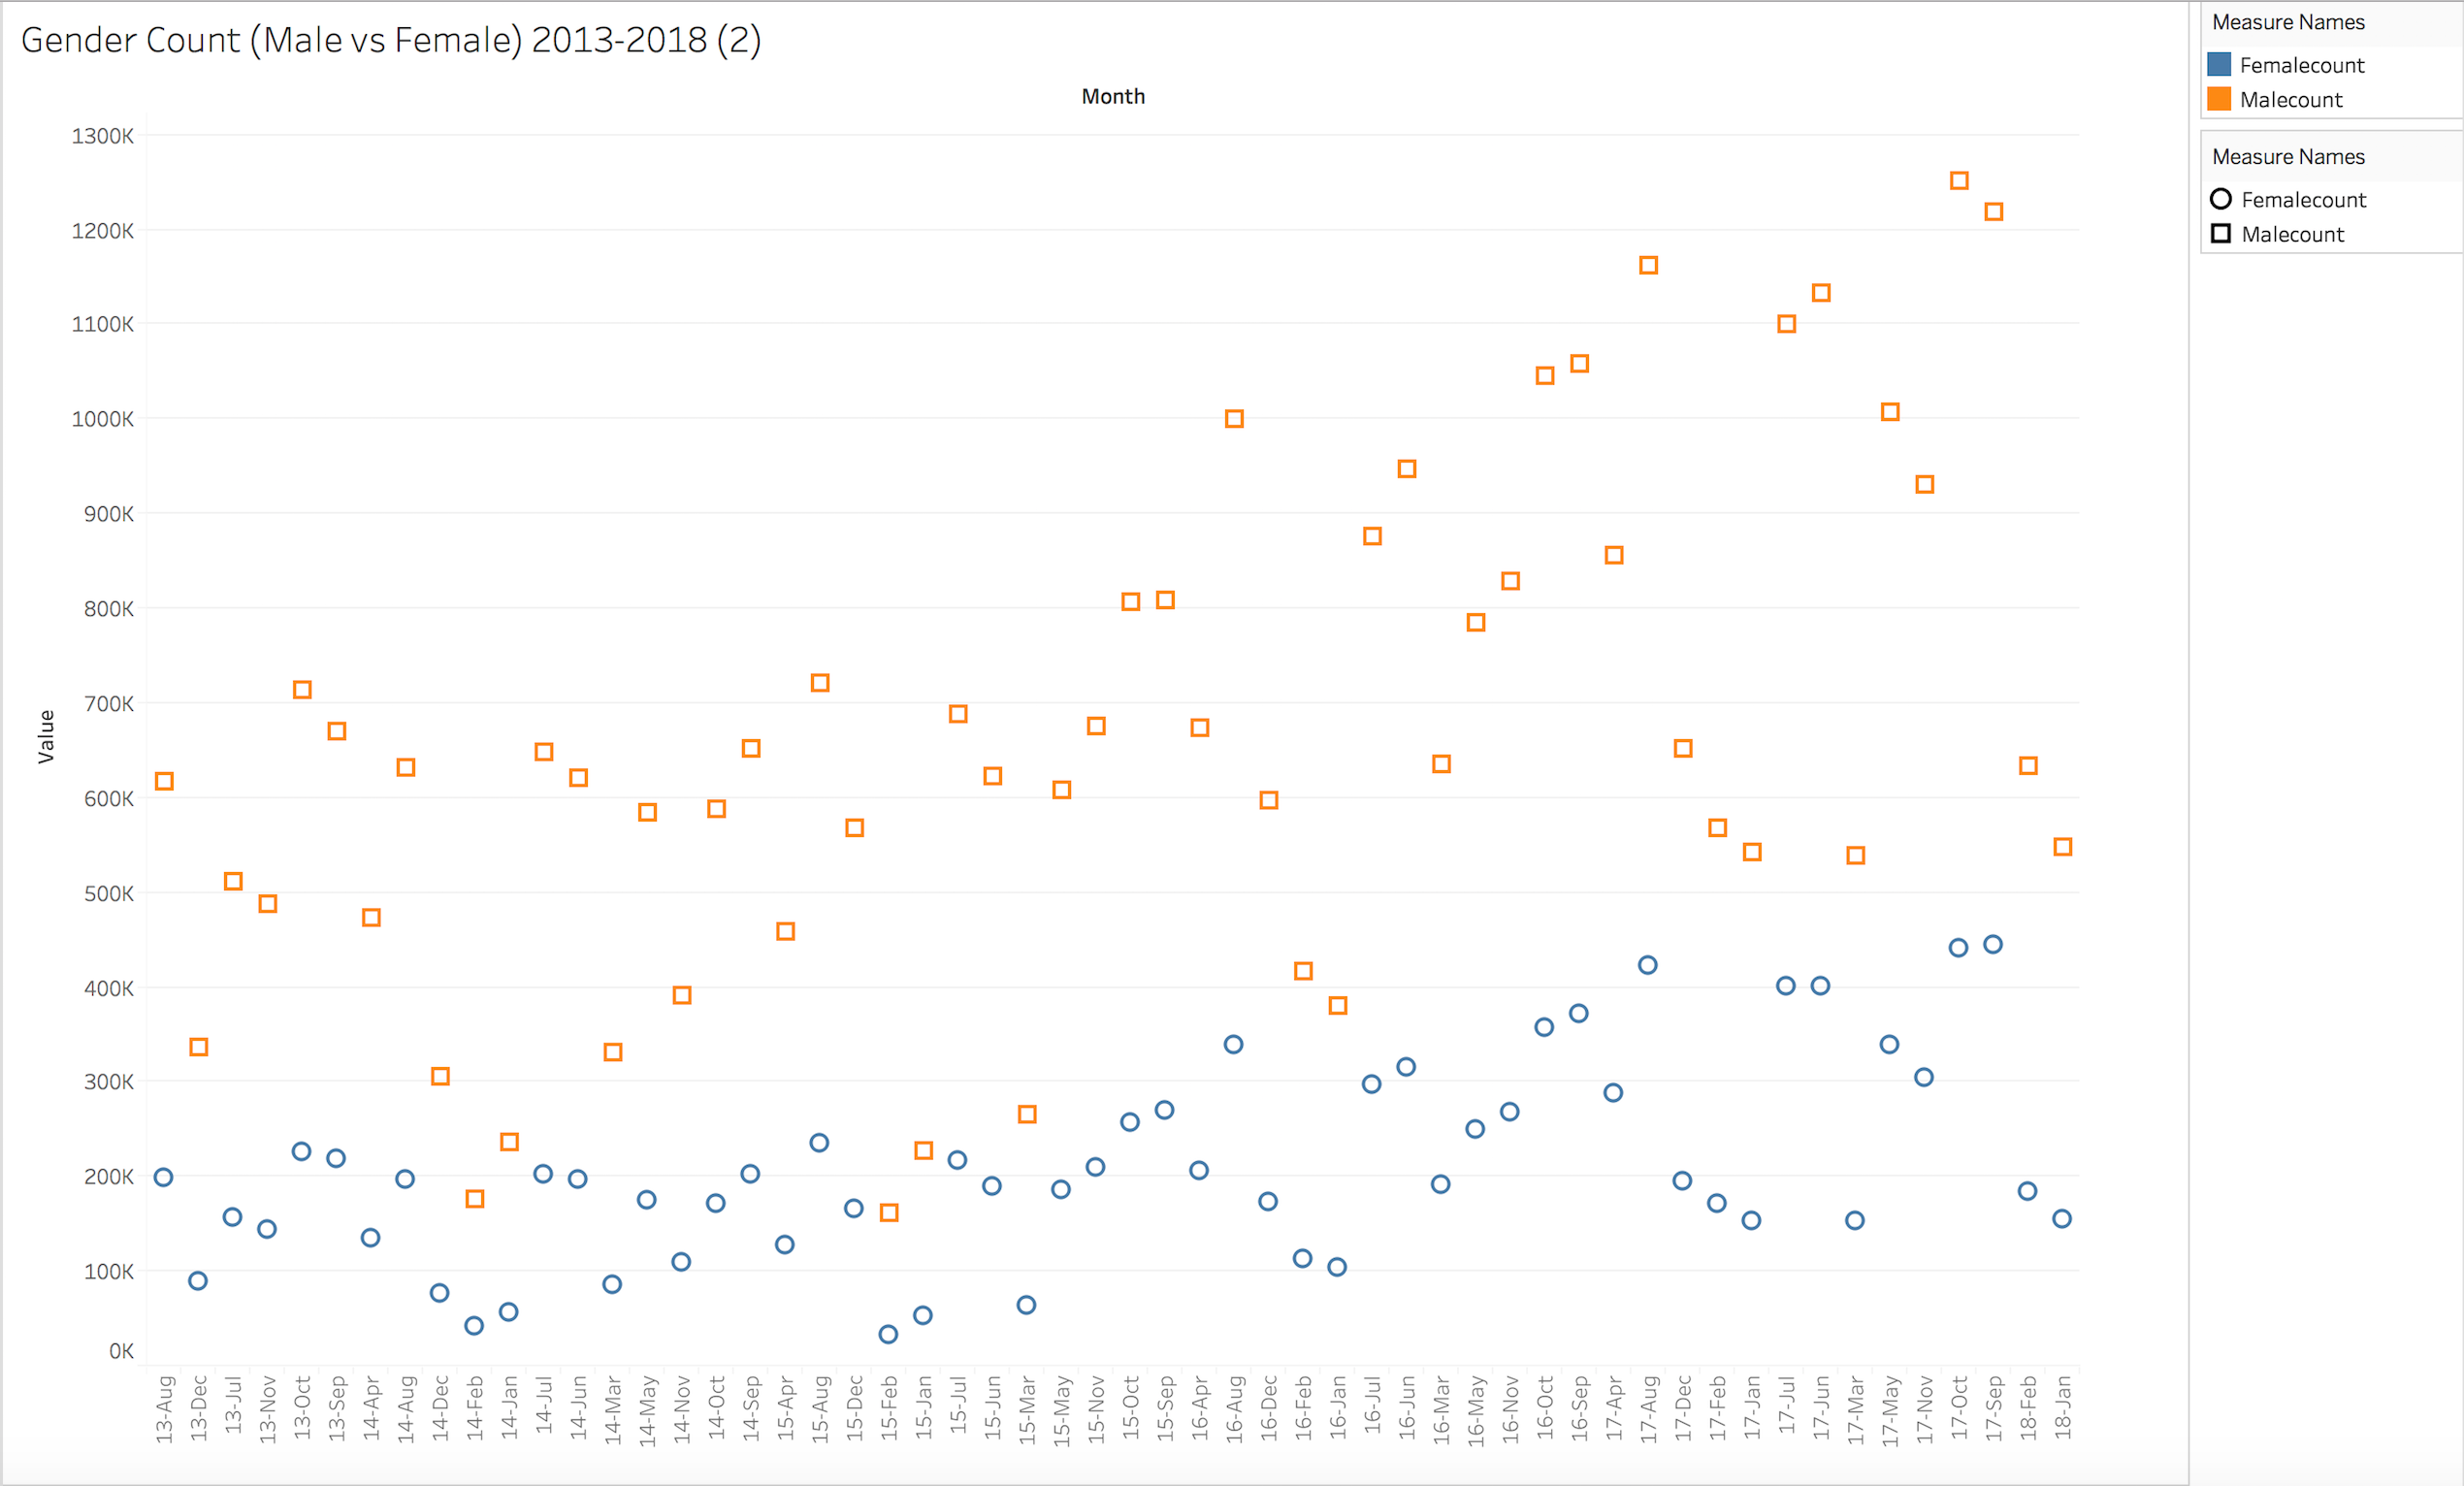 Gender Count (Male vs Female) 2013-2018 (2)
Month
1300K
1200K
1100K
1000K
900K
800K
700K
600K
500K
400K
300K
200K
100K
0K
Value
13-Aug
13-Dec
13-Jul
13-Nov
13-Oct
13-Sep
14-Apr
14-Aug
14-Dec
14-Feb
14-Jan
14-Jul
14-Jun
14-Mar
14-May
14-Nov
14-Oct
14-Sep
15-Apr
15-Aug
15-Dec
15-Feb
15-Jan
15-Jul
15-Jun
15-Mar
15-May
15-Nov
15-Oct
15-Sep
16-Apr
16-Aug
16-Dec
16-Feb
16-Jan
16-Jul
16-Jun
16-Mar
16-May
16-Nov
16-Oct
16-Sep
17-Apr
17-Aug
17-Dec
17-Feb
17-Jan
17-Jul
17-Jun
17-Mar
17-May
17-Nov
17-Oct
17-Sep
18-Feb
18-Jan
Measure Names
Femalecount
Malecount
Measure Names
Femalecount
Malecount